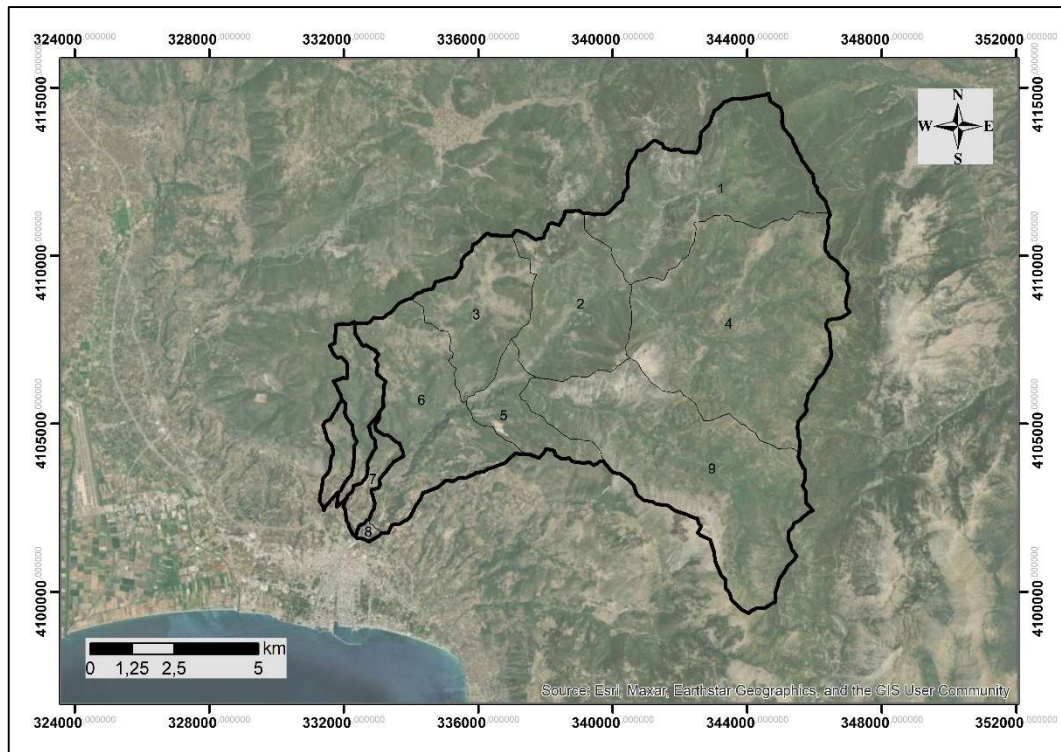 324000,000000 328000,000000 332000,000000 336000,000000 340000,000000 344000,000000 348000,000000 352000,000000
4115000,000000
4115000,000000
N
W E
S
1
4110000,000000
4110000,000000
2
3
4
6
5
4105000,000000
4105000,000000
9
7
8
4100000,000000
4100000,000000
km
0 1,25 2,5 5
Source: Esri, Maxar, Earthstar Geographics, and the GIS User Community
324000,000000 328000,000000 332000,000000 336000,000000 340000,000000 344000,000000 348000,000000 352000,000000